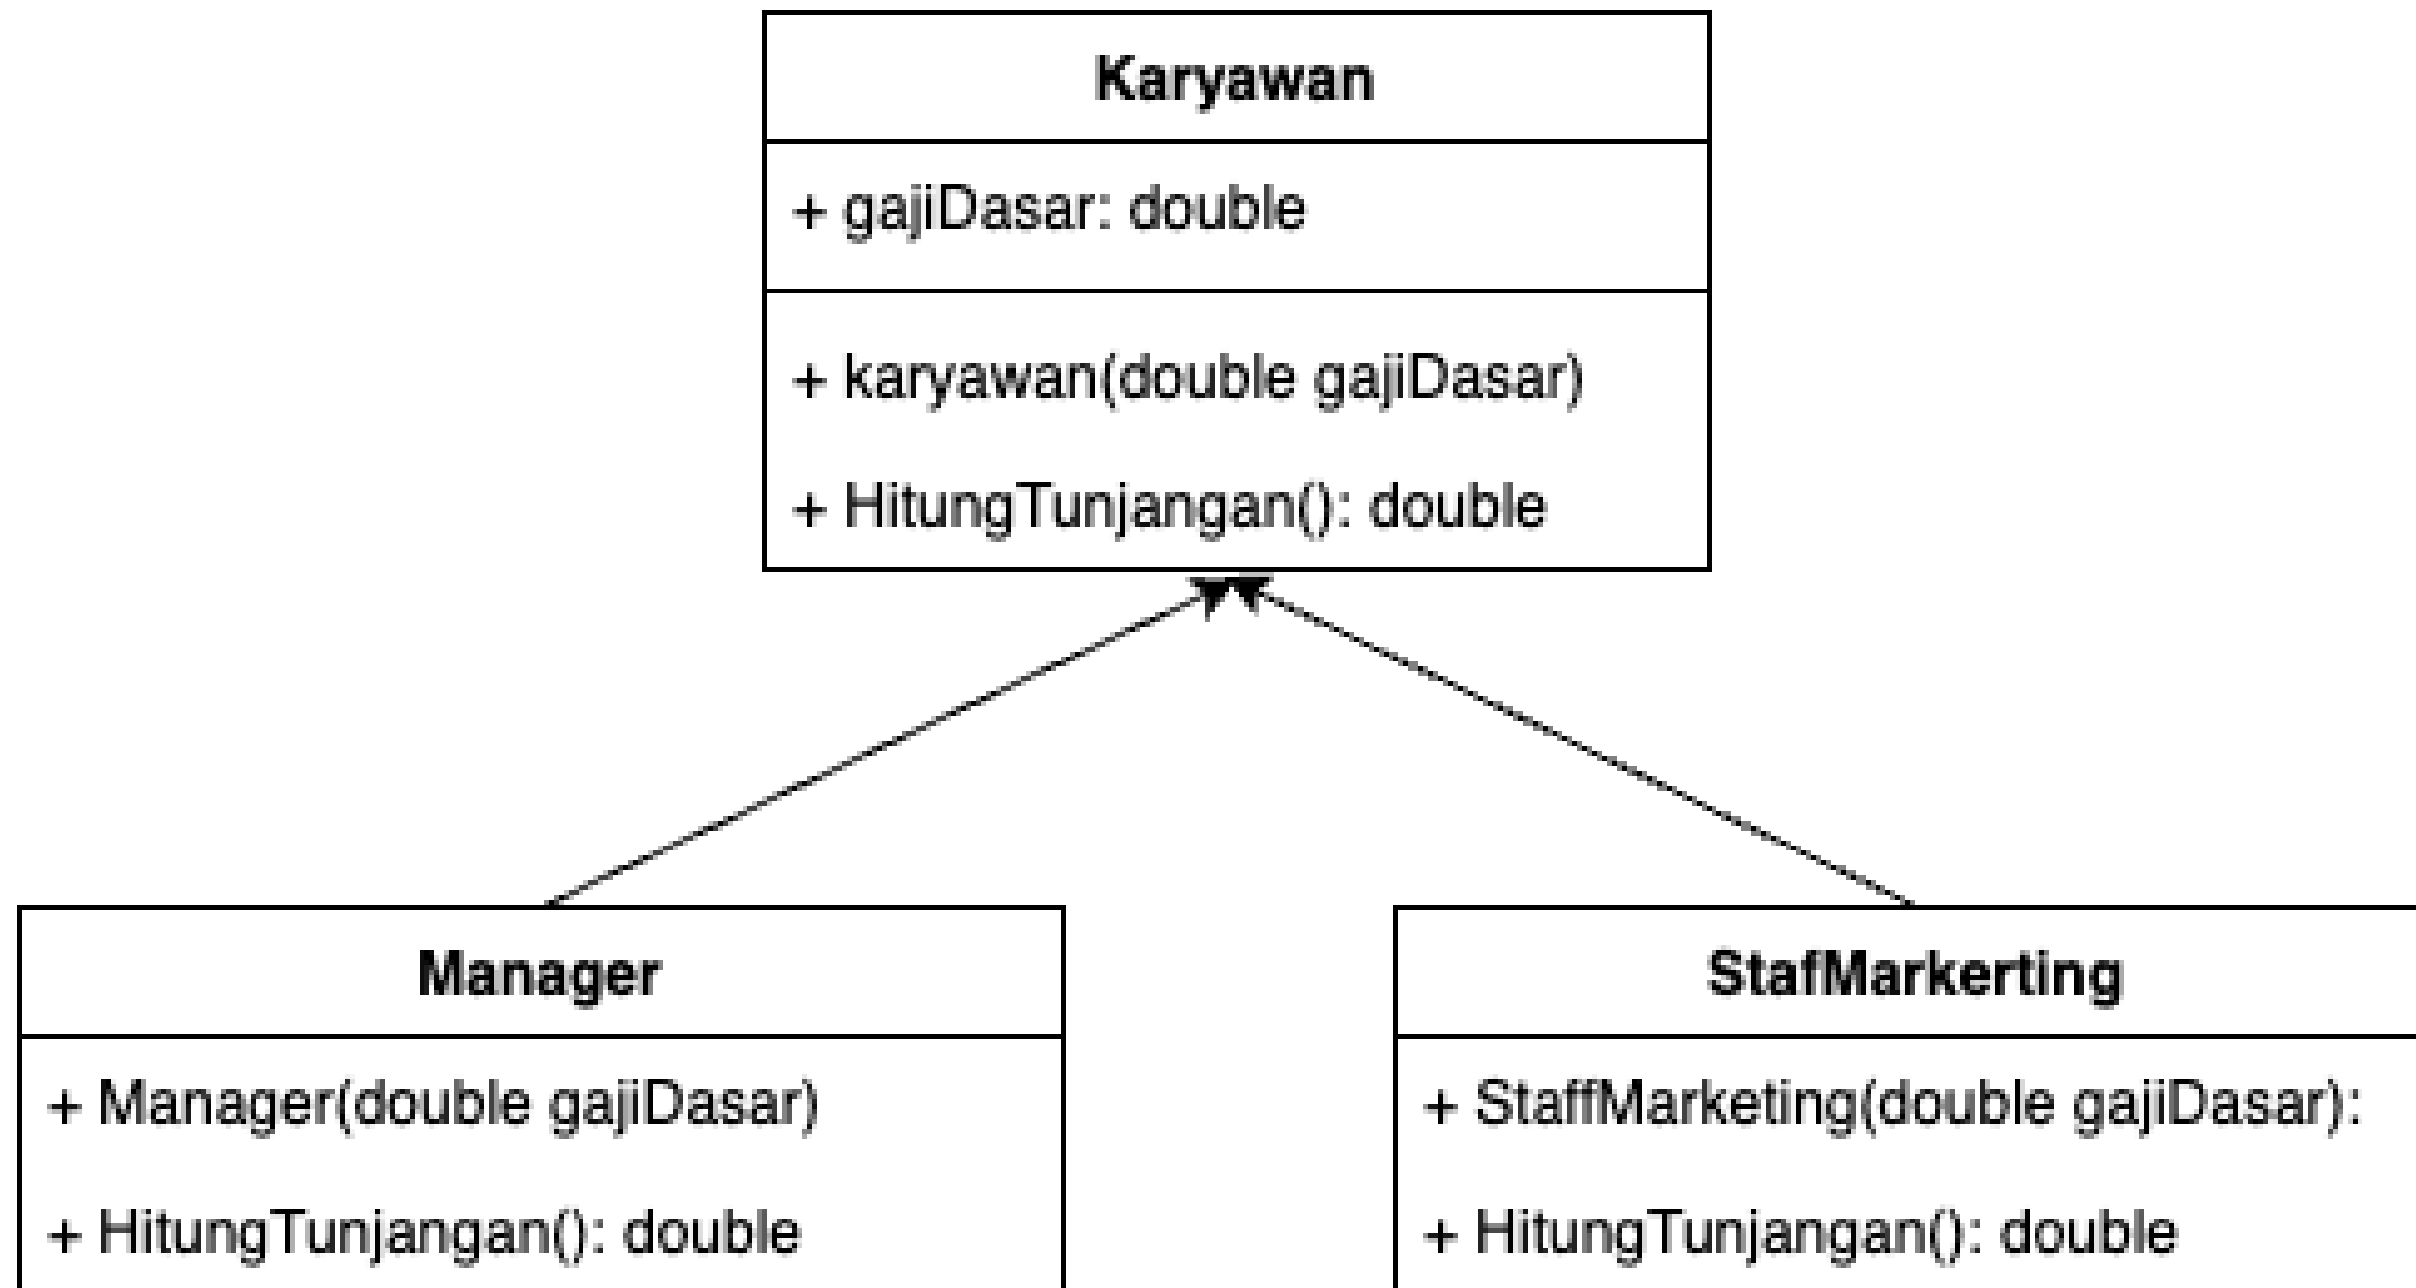 Karyawan
+ gajiDasar: double
+ karyawan(double gajiDasar)
+ HitungTunjangan(): double
Manager
+ Manager(double gajiDasar)
+ HitungTunjangan(): double
StafMarkerting
+ StaffMarketing(double gajiDasar):
+ HitungTunjangan(): double